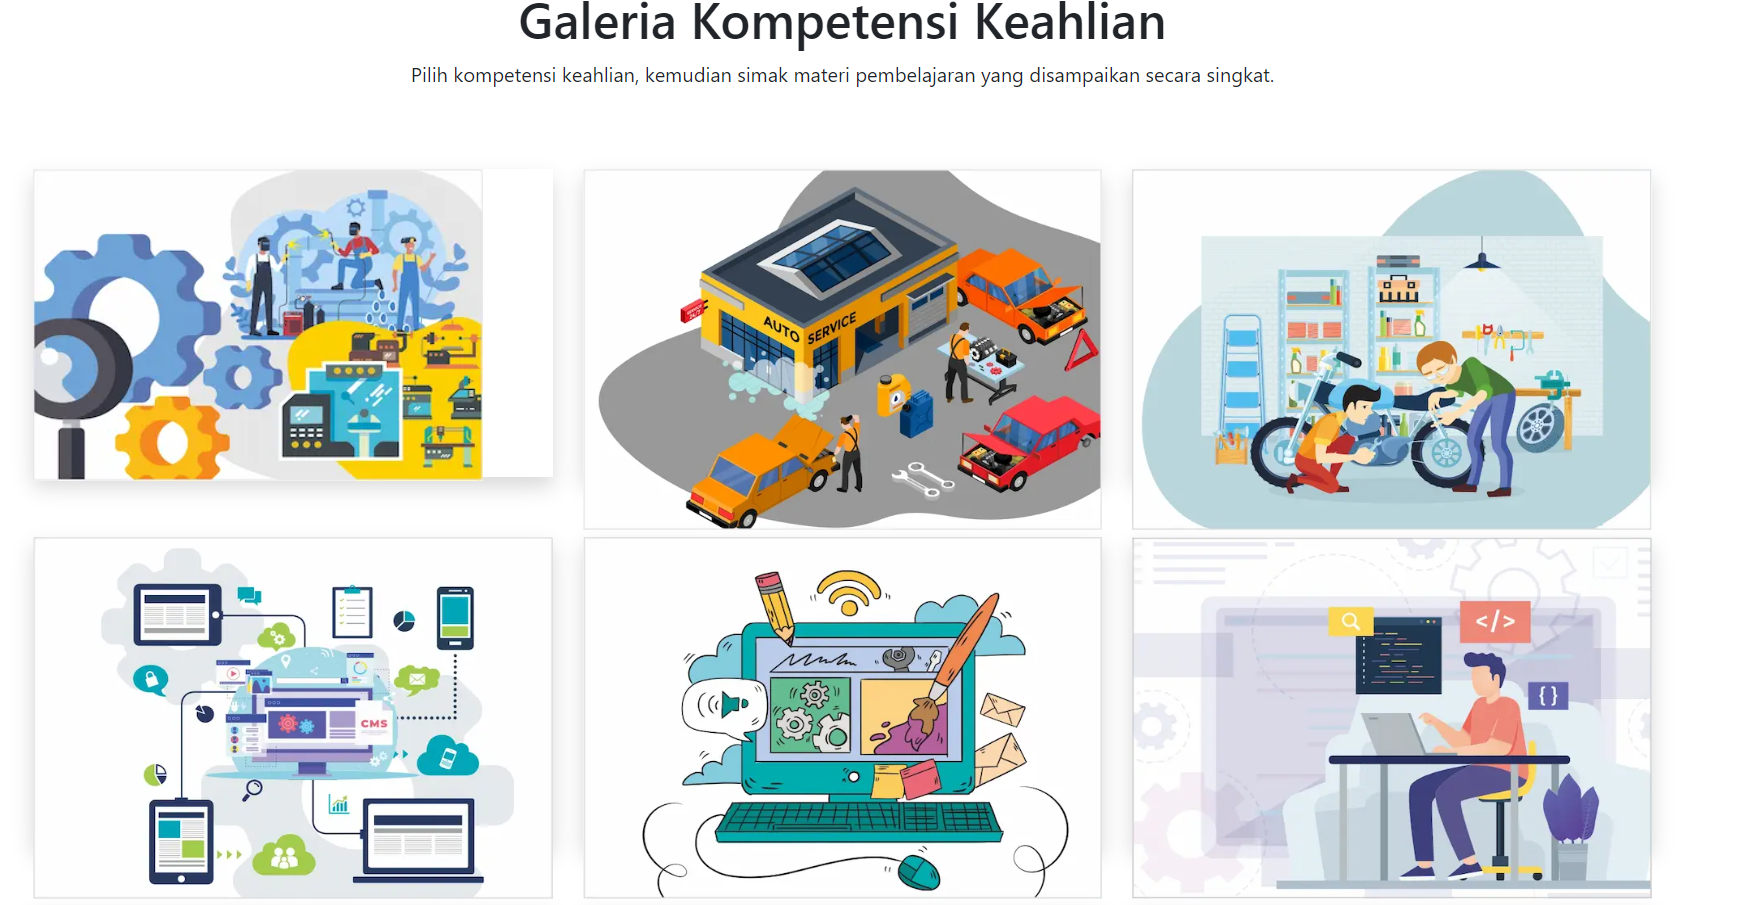 Galeria Kompetensi Keahlian
Pilih kompetensi keahlian, kemudian simak materi pembelajaran yang disampaikan secara singkat.
AUTO SERVICE
CMS
</>
{}